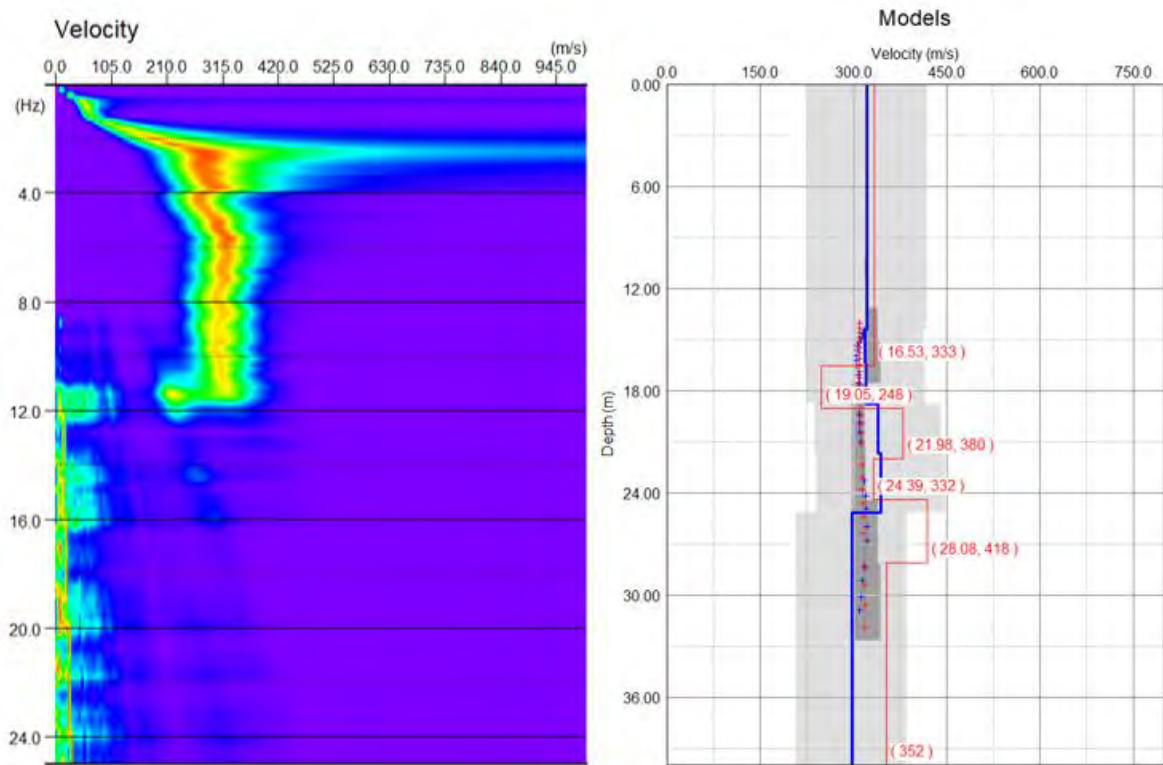 Velocity
(m/s)
0.0 105.0 210.0 315.0 420.0 525.0 630.0 735.0 840.0 945.0
(Hz)
4.0
8.0
12.0
16.0
20.0
24.0
Models
Velocity (m/s)
0.0 150.0 300.0 450.0 600.0 750.0
Depth (m)
0.00
6.00
12.00
18.00
24.00
30.00
36.00
( 16.53, 333 )
( 19.05, 248 )
( 21.98, 380 )
( 24.39, 332 )
( 28.08, 418 )
( 352 )